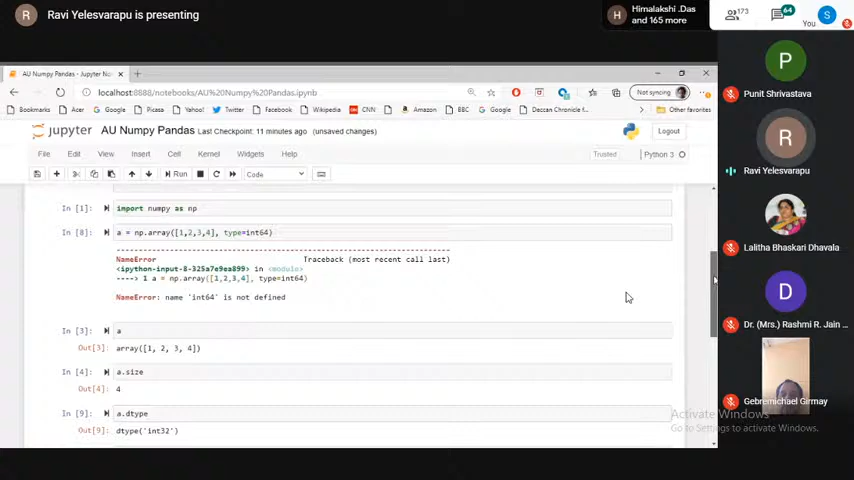 R Ravi Yelesvarapu is presenting
H Himalakshi .Das
and 165 more
173
64
You
S
AU Numpy Pandas - Jupyter No
localhost:8888/notebooks/AU%20Numpy%20Pandas.ipynb
Not syncing
Bookmarks Acer Google Picasa Yahoo! Twitter Facebook Wikipedia CNN Amazon BBC Google Deccan Chronicle Other favorites
jupyter AU Numpy Pandas Last Checkpoint: 11 minutes ago (unsaved changes) Logout
File Edit View Insert Cell Kernel Widgets Help Trusted Python 3
Run Code
In [1]: import numpy as np
In [8]: a = np.array([1,2,3,4], type=int64)
---------------------------------------------------------------------------
NameError Traceback (most recent call last)
<ipython-input-8-325a7e9ea899> in <module>
----> 1 a = np.array([1,2,3,4], type=int64)
NameError: name 'int64' is not defined
In [3]: a
Out[3]: array([1, 2, 3, 4])
In [4]: a.size
Out[4]: 4
In [9]: a.dtype
Out[9]: dtype('int32')
P
Punit Shrivastava
R
Ravi Yelesvarapu
Lalitha Bhaskari Dhavala
D
Dr. (Mrs.) Rashmi R. Jain
Gebremichael Girmay
Activate Windows
Go to Settings to activate Windows.